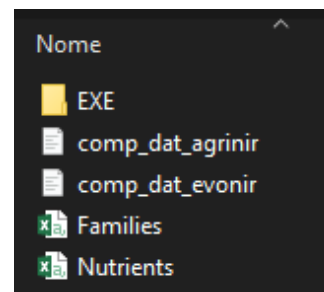 Nome
EXE
comp_dat_agrinir
comp_dat_evonir
Families
Nutrients